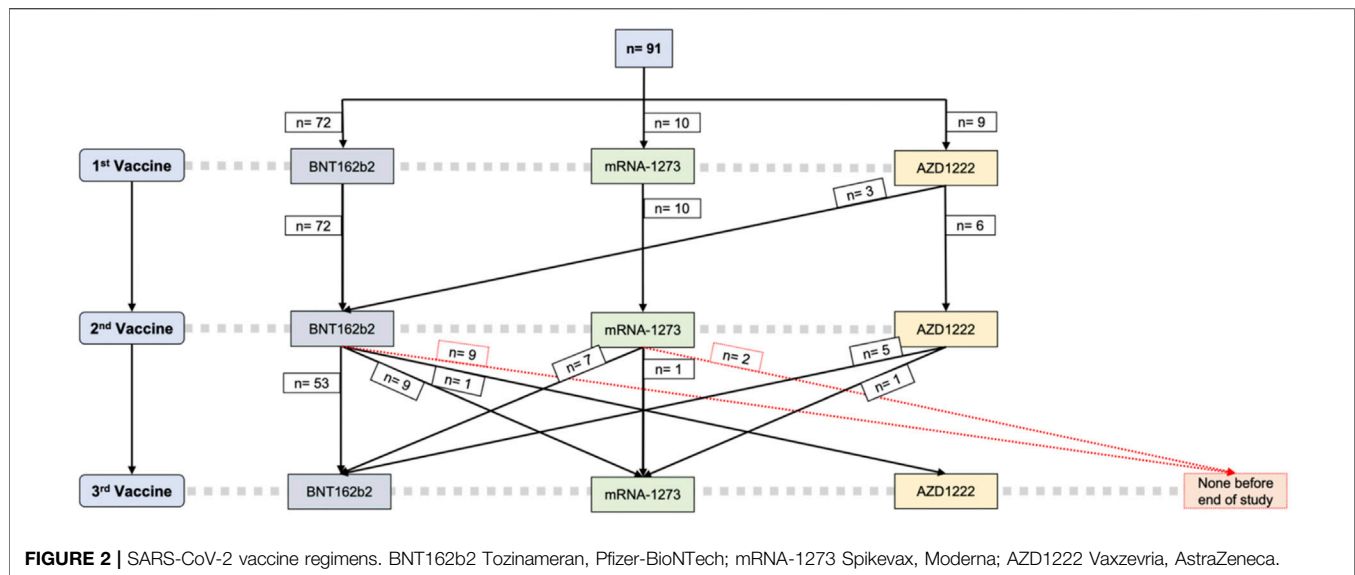 n= 91
n= 72
n= 10
n= 9
1st Vaccine
BNT162b2
mRNA-1273
AZD1222
n= 3
n= 72
n= 10
n= 6
2nd Vaccine
BNT162b2
mRNA-1273
AZD1222
n= 53
n= 9
n= 1
n= 9
n= 7
n= 1
n= 2
n= 5
n= 1
3rd Vaccine
BNT162b2
mRNA-1273
AZD1222
None before
end of study
FIGURE 2 | SARS-CoV-2 vaccine regimens. BNT162b2 Tozinameran, Pfizer-BioNTech; mRNA-1273 Spikevax, Moderna; AZD1222 Vaxzevria, AstraZeneca.